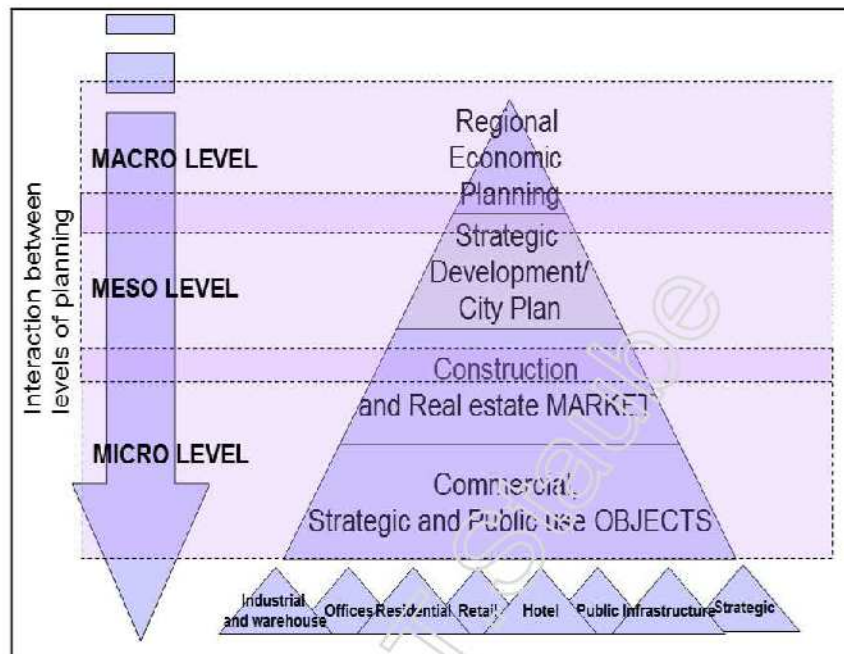 Interaction between
levels of planning
MACRO LEVEL
MESO LEVEL
MICRO LEVEL
Regional
Economic
Planning
Strategic
Development/
City Plan
Construction
and Real estate MARKET
Commercial,
Strategic and Public use OBJECTS
Industrial
and warehouse
Offices
Residential
Retail
Hotel
Public
Infrastructure
Strategic
T Straube